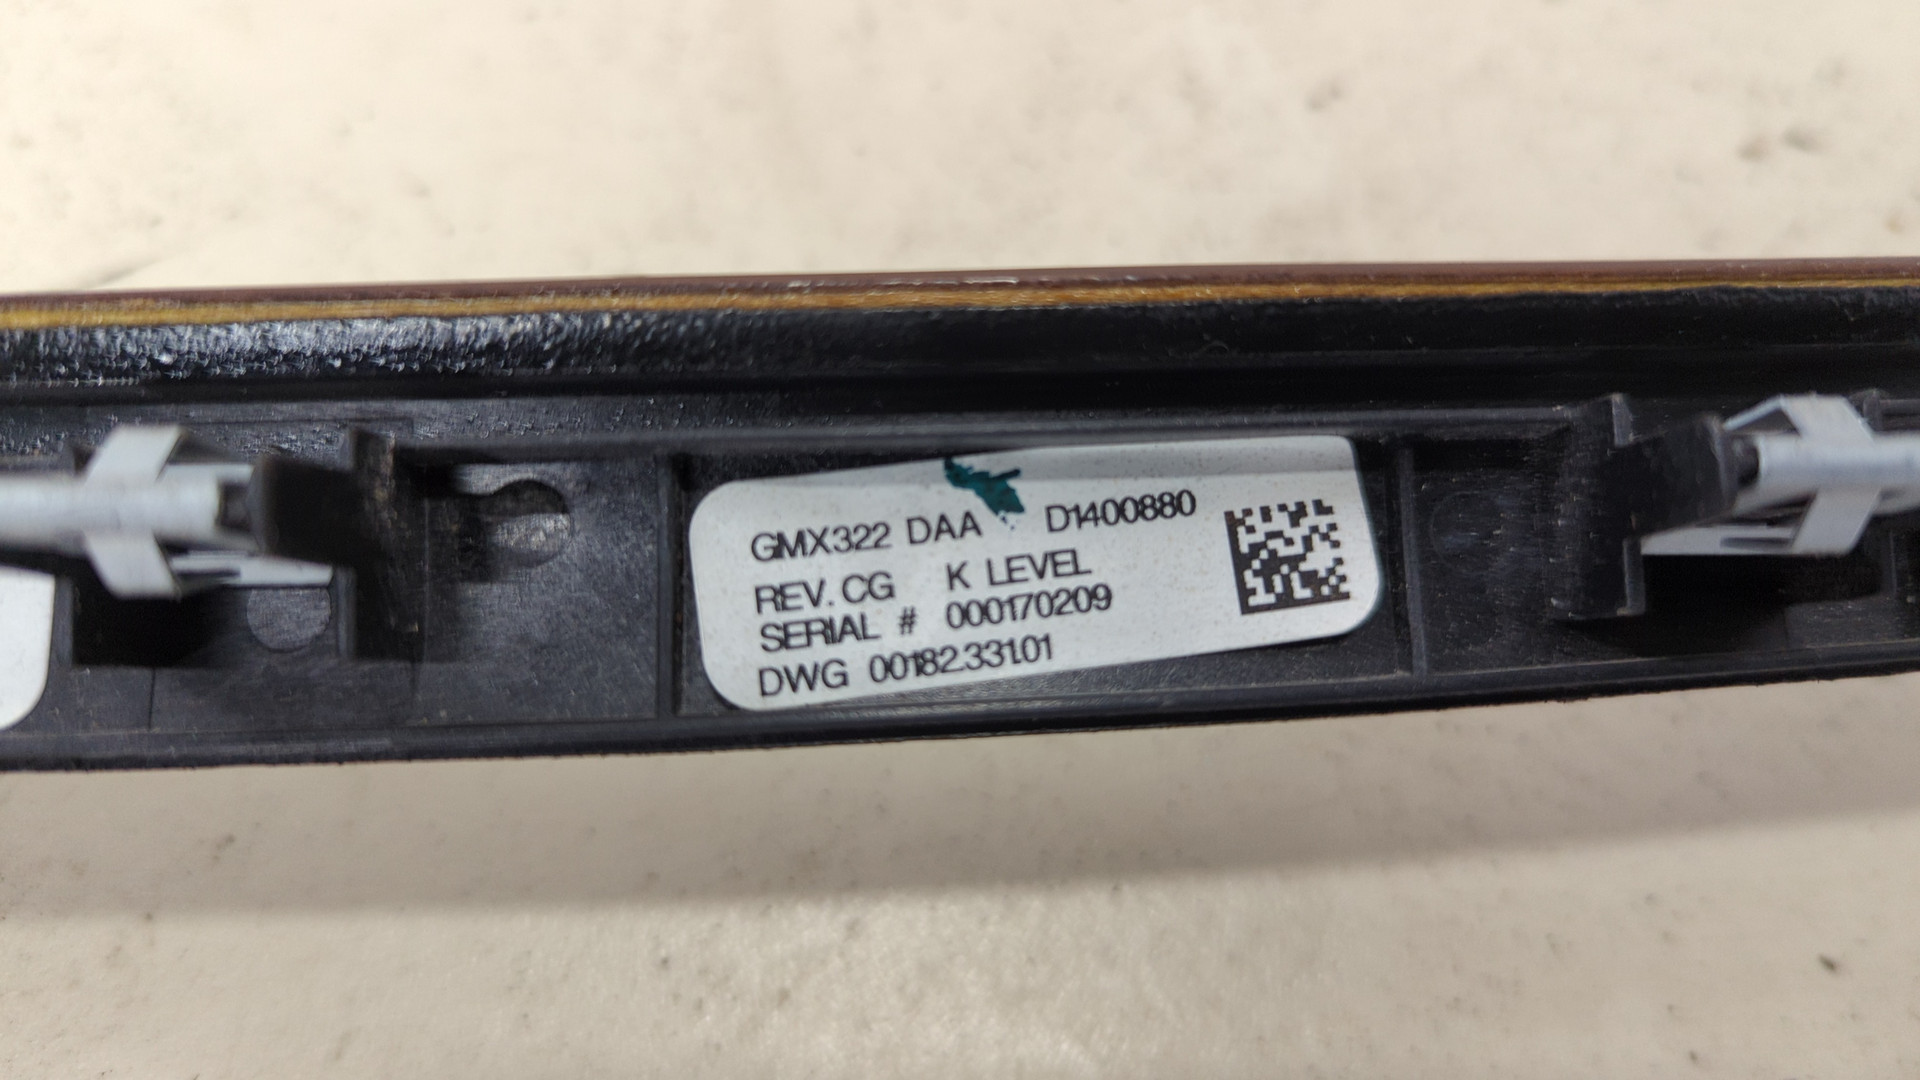 GMX322 DAA D1400880
REV. CG K LEVEL
SERIAL # 000170209
DWG 00182.331.01